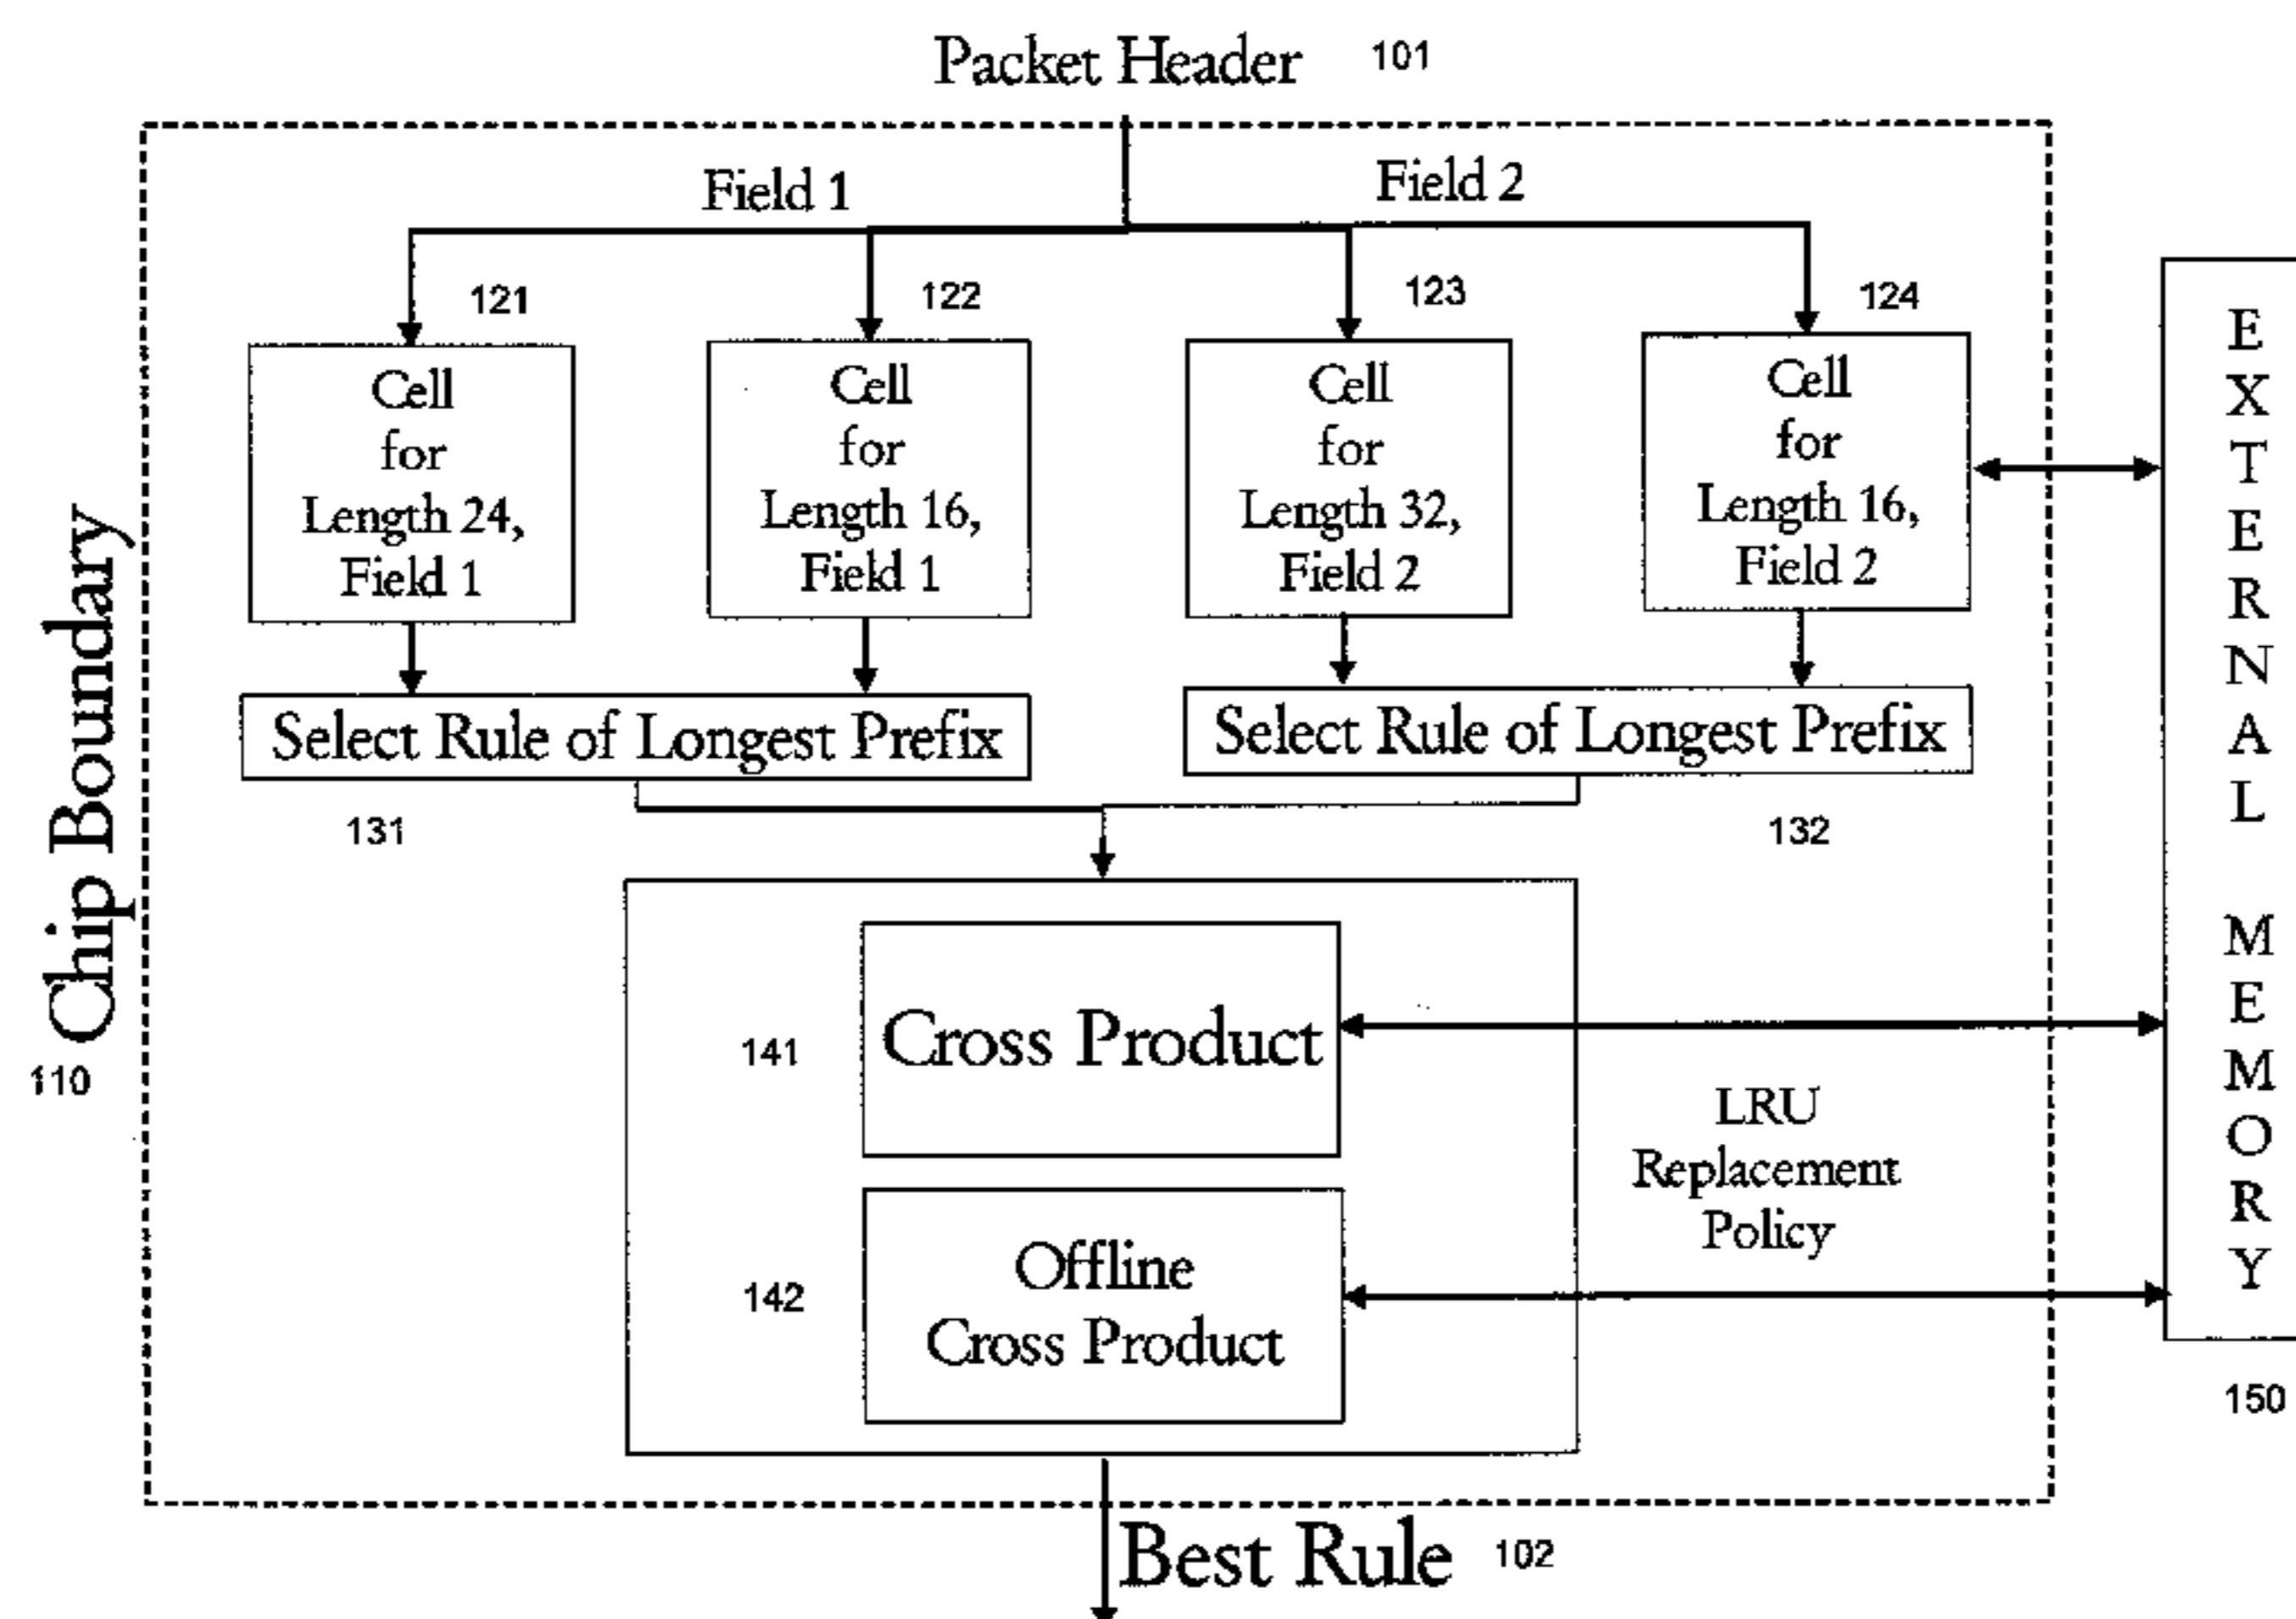 Packet Header 101
Field 1
Field 2
121
122
123
124
Cell
for
Length 24,
Field 1
Cell
for
Length 16,
Field 1
Cell
for
Length 32,
Field 2
Cell
for
Length 16,
Field 2
Select Rule of Longest Prefix
Select Rule of Longest Prefix
131
132
Chip Boundary
110
141
Cross Product
LRU
Replacement
Policy
142
Offline
Cross Product
EXTERNAL MEMORY
150
Best Rule 102